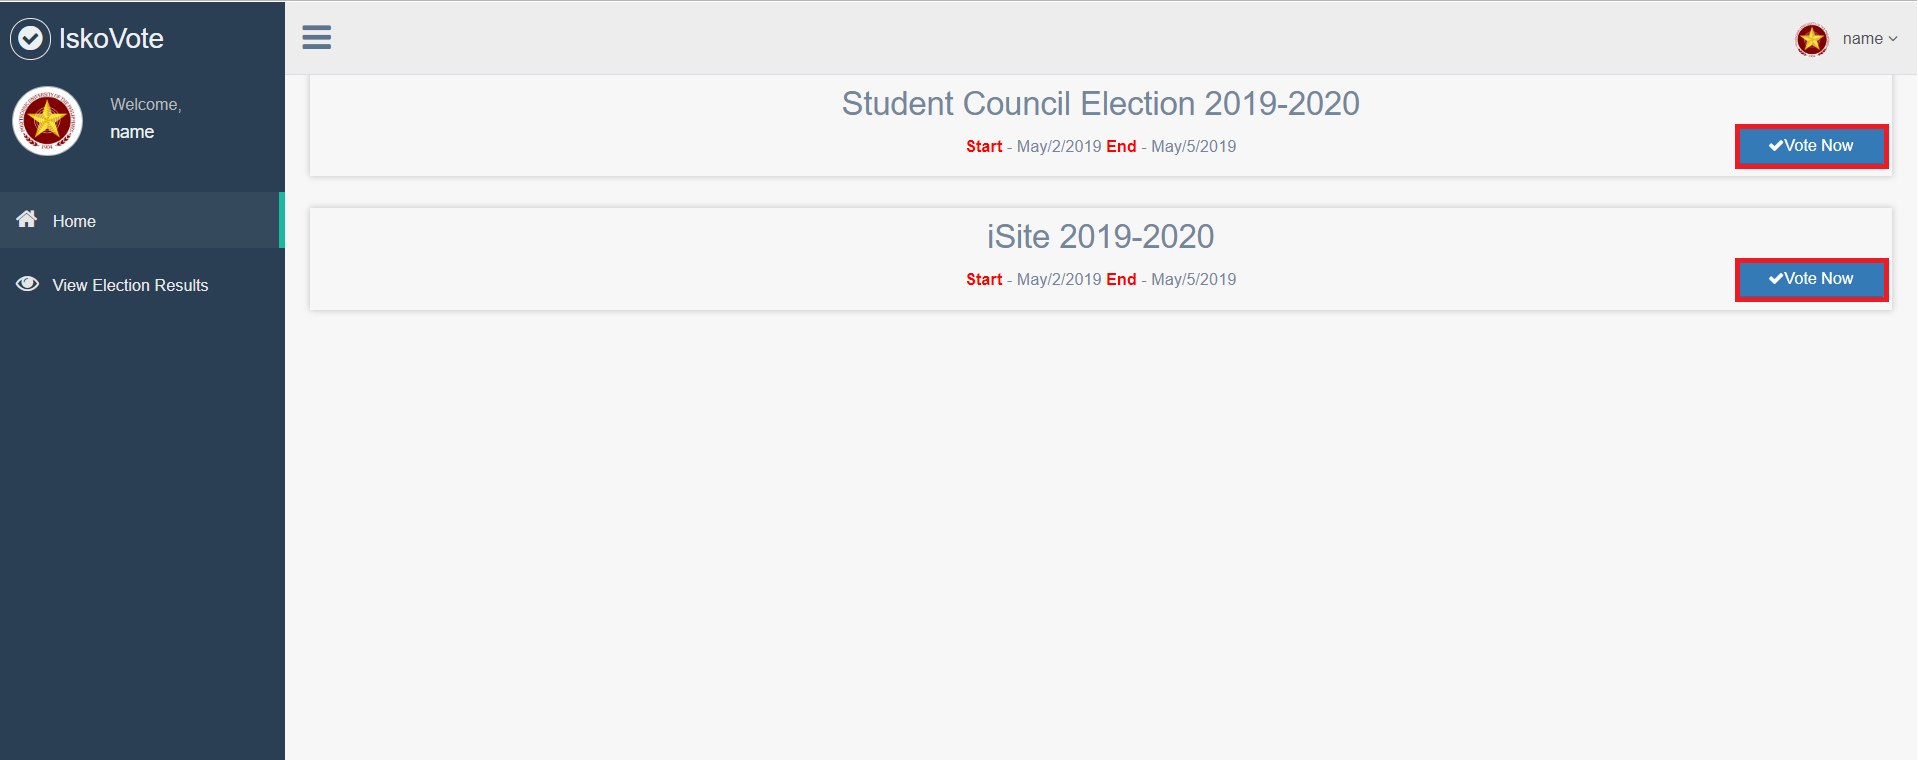 IskoVote
Welcome,
name
Home
View Election Results
name
Student Council Election 2019-2020
Start - May/2/2019 End - May/5/2019
Vote Now
iSite 2019-2020
Start - May/2/2019 End - May/5/2019
Vote Now